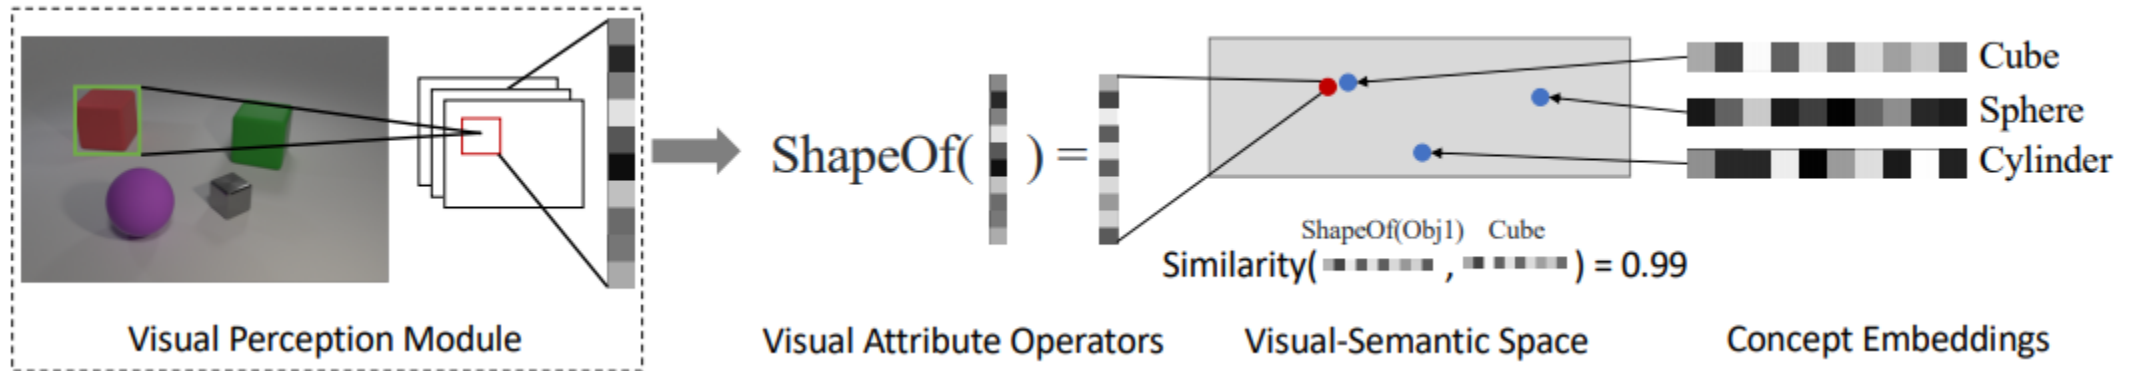 ShapeOf( ) =
Cube
Sphere
Cylinder
ShapeOf(Obj1) Cube
Similarity( , ) = 0.99
Visual Perception Module
Visual Attribute Operators
Visual-Semantic Space
Concept Embeddings